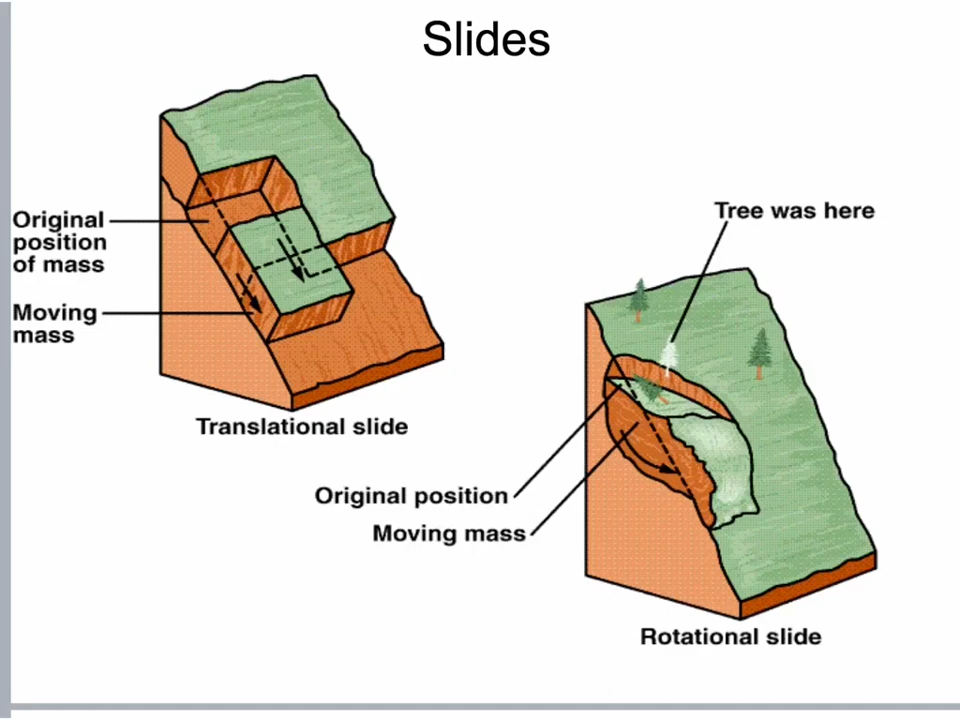 Slides
Original
position
of mass
Moving
mass
Translational slide
Tree was here
Original position
Moving mass
Rotational slide